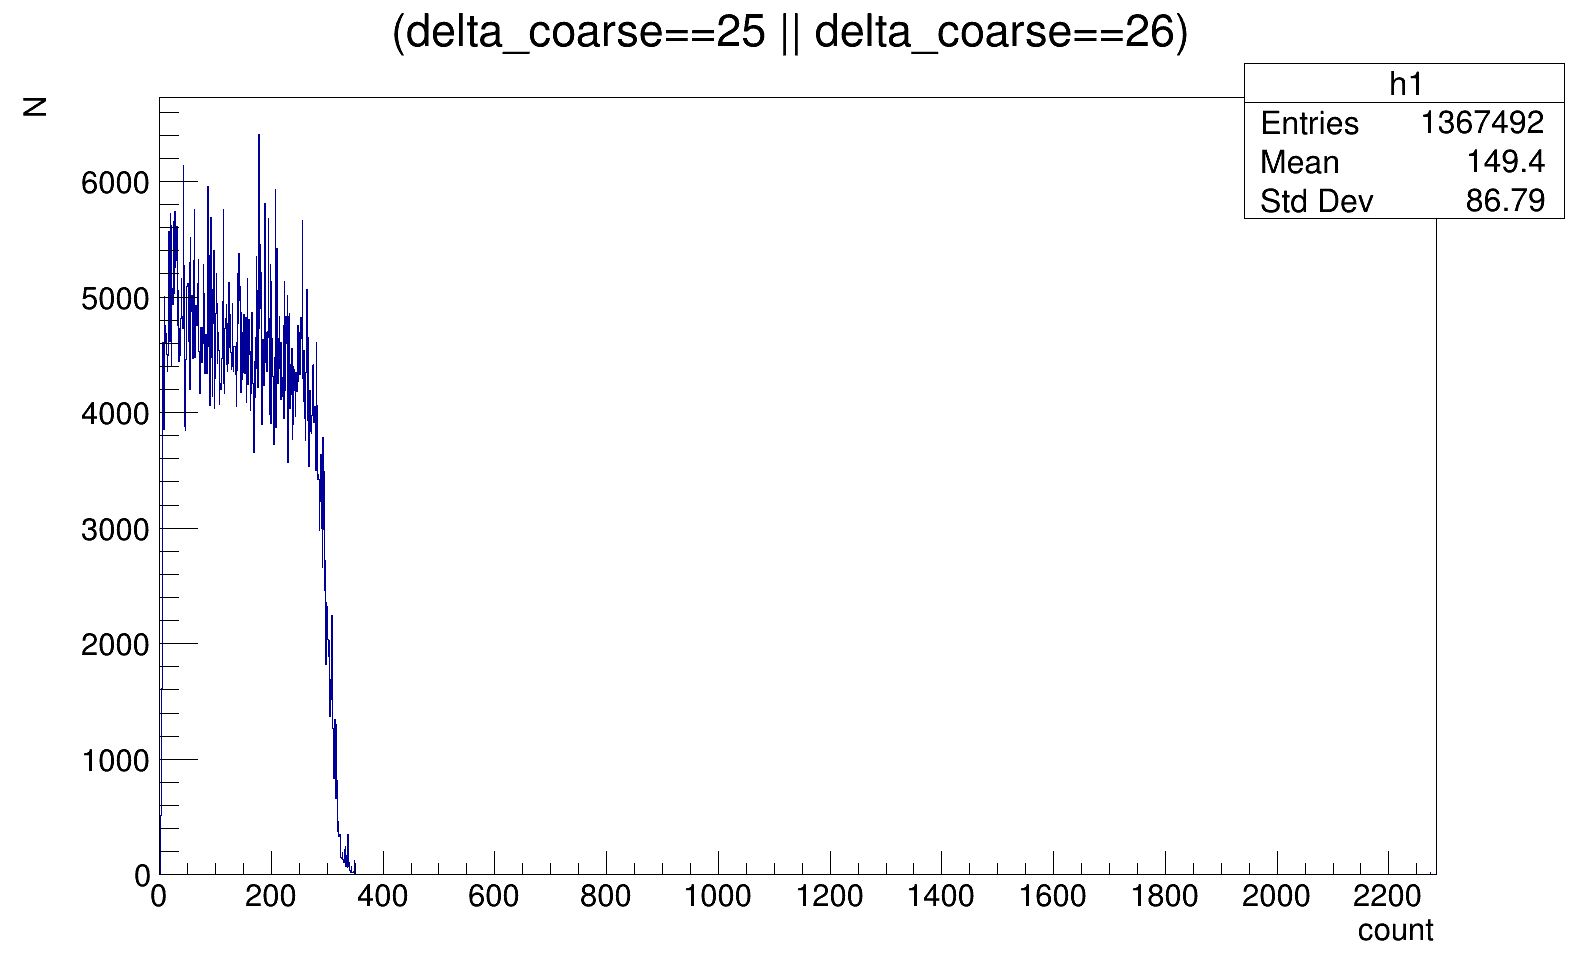 (delta_coarse==25 || delta_coarse==26)
N
h1
Entries 1367492
Mean 149.4
Std Dev 86.79
6000
5000
4000
3000
2000
1000
0
0 200 400 600 800 1000 1200 1400 1600 1800 2000 2200
count